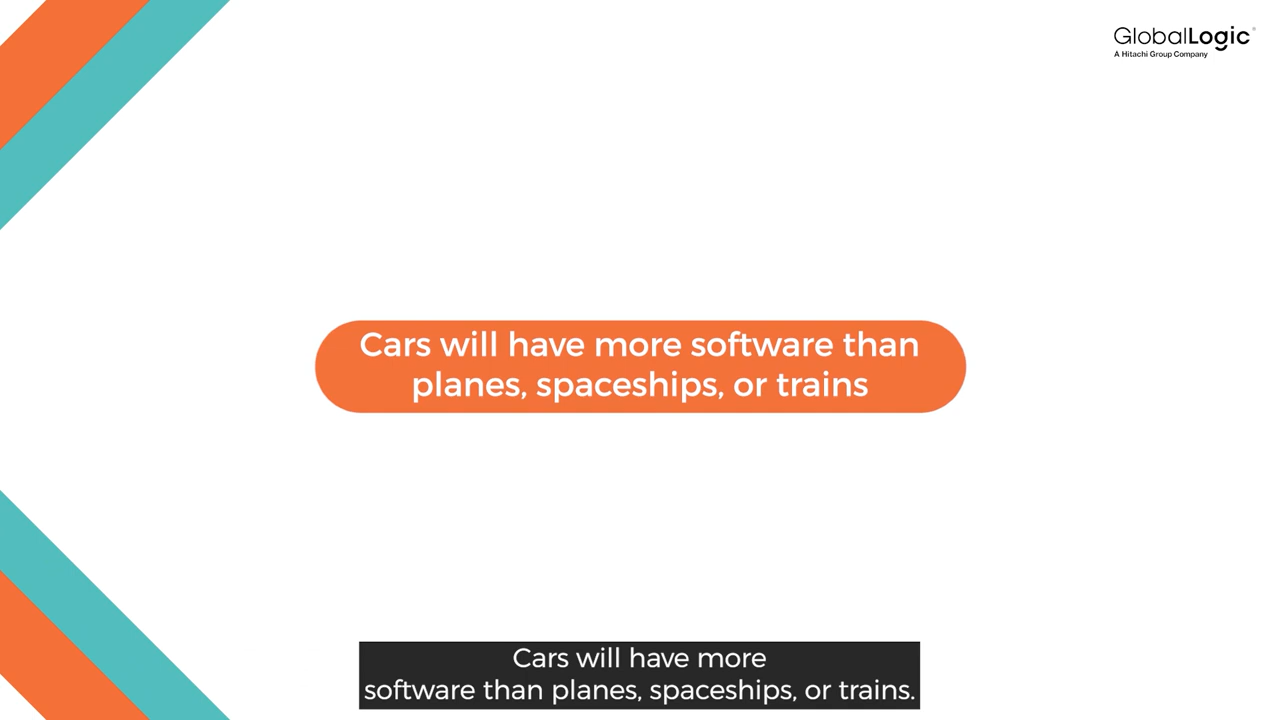 GlobalLogic
A Hitachi Group Company
Cars will have more software than
planes, spaceships, or trains
Cars will have more
software than planes, spaceships, or trains.